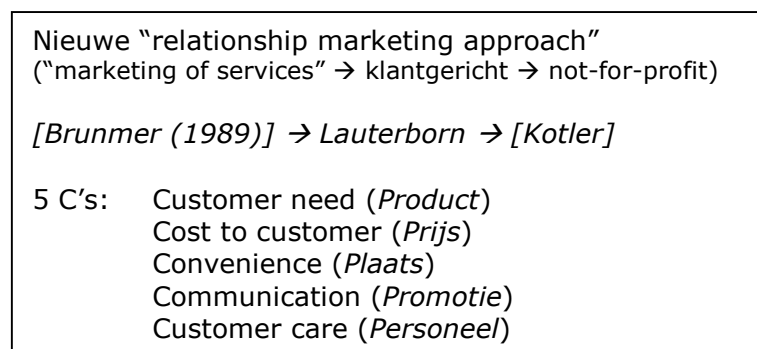 Nieuwe “relationship marketing approach”
(“marketing of services” → klantgericht → not-for-profit)
[Brunmer (1989)] → Lauterborn → [Kotler]
5 C’s: Customer need (Product)
Cost to customer (Prijs)
Convenience (Plaats)
Communication (Promotie)
Customer care (Personeel)